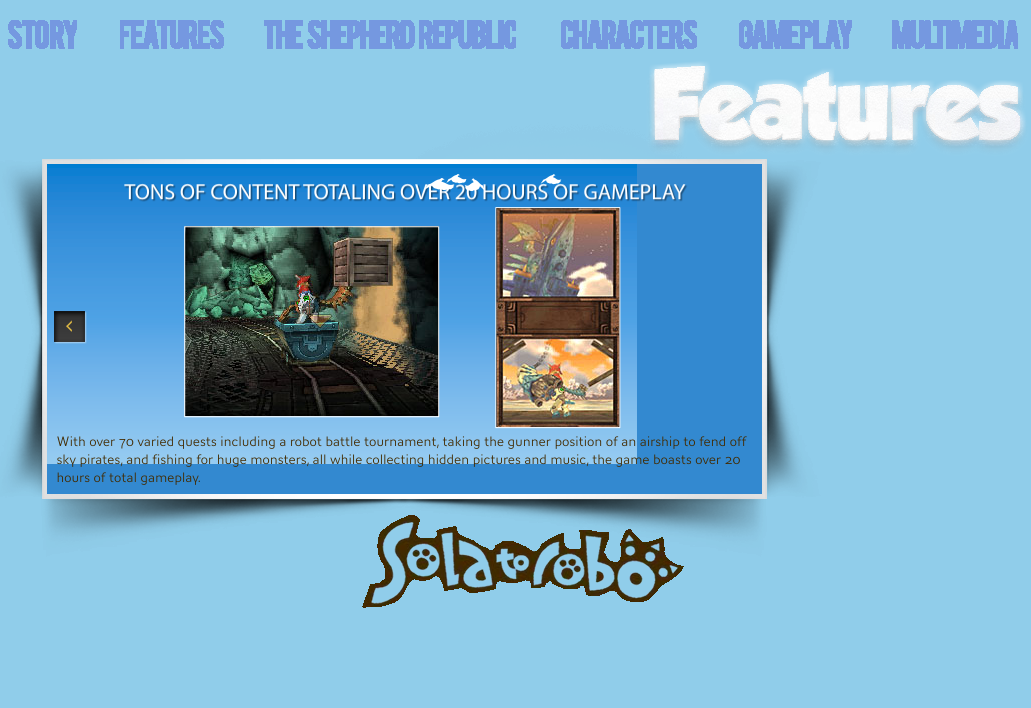 STORY FEATURES THE SHEPHERD REPUBLIC CHARACTERS GAMEPLAY MULTIMEDIA
Features
TONS OF CONTENT TOTALING OVER 20 HOURS OF GAMEPLAY
With over 70 varied quests including a robot battle tournament, taking the gunner position of an airship to fend off
sky pirates, and fishing for huge monsters, all while collecting hidden pictures and music, the game boasts over 20
hours of total gameplay.
Solatorobo